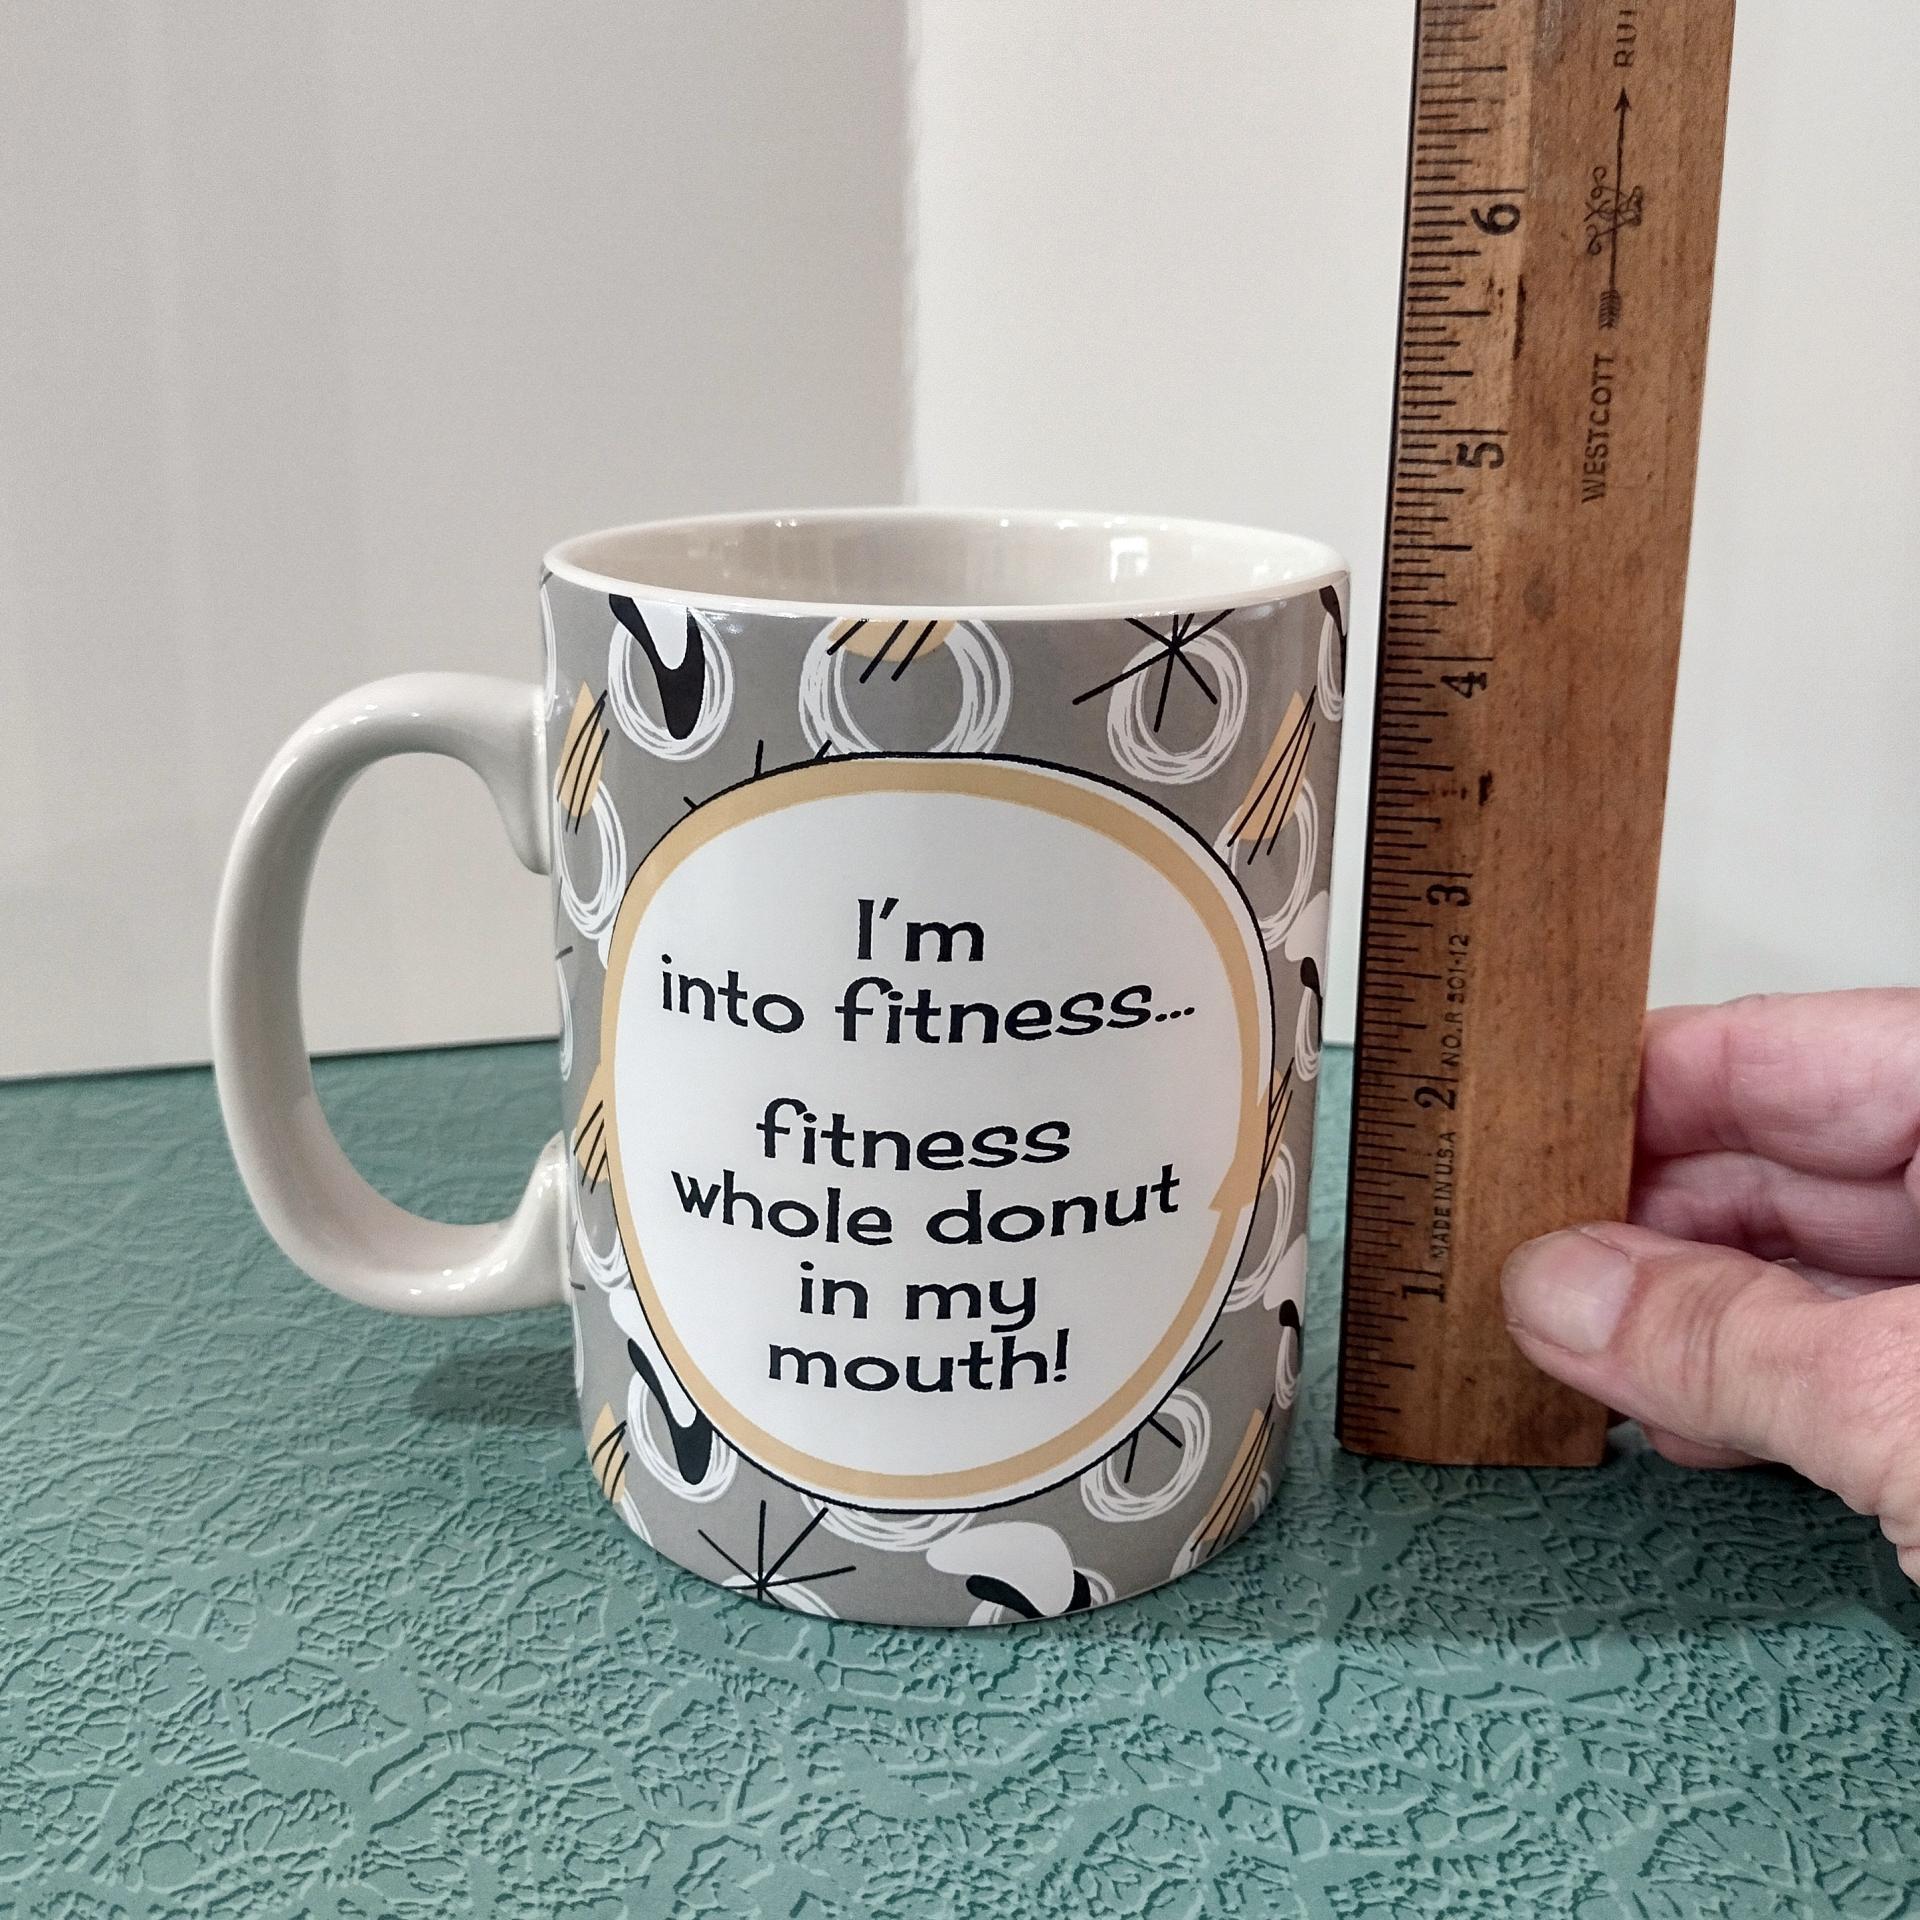 I'm
into fitness...
fitness
whole donut
in my
mouth!
6
5
4
3
2
1
WESTCOTT
NO. R 501-12
MADE IN U.S.A